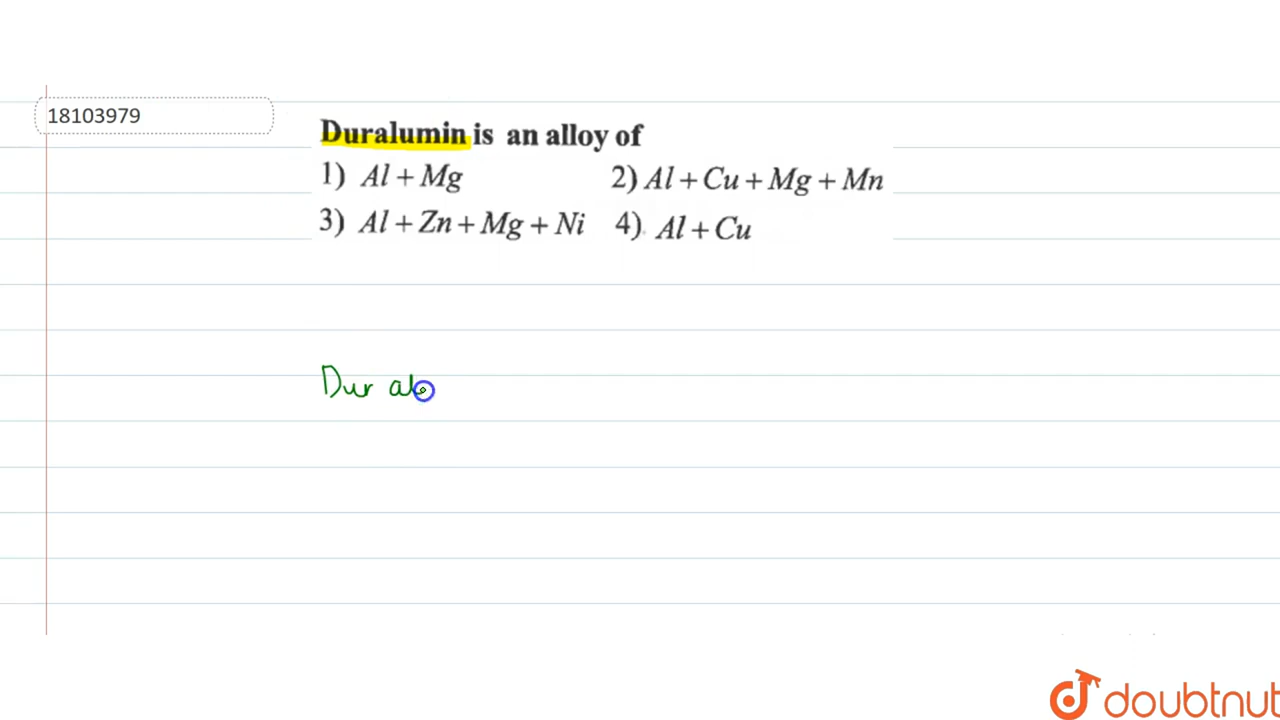 18103979
Duralumin is an alloy of
1) Al + Mg 2) Al + Cu + Mg + Mn
3) Al + Zn + Mg + Ni 4) Al + Cu
Dur al
doubtnut